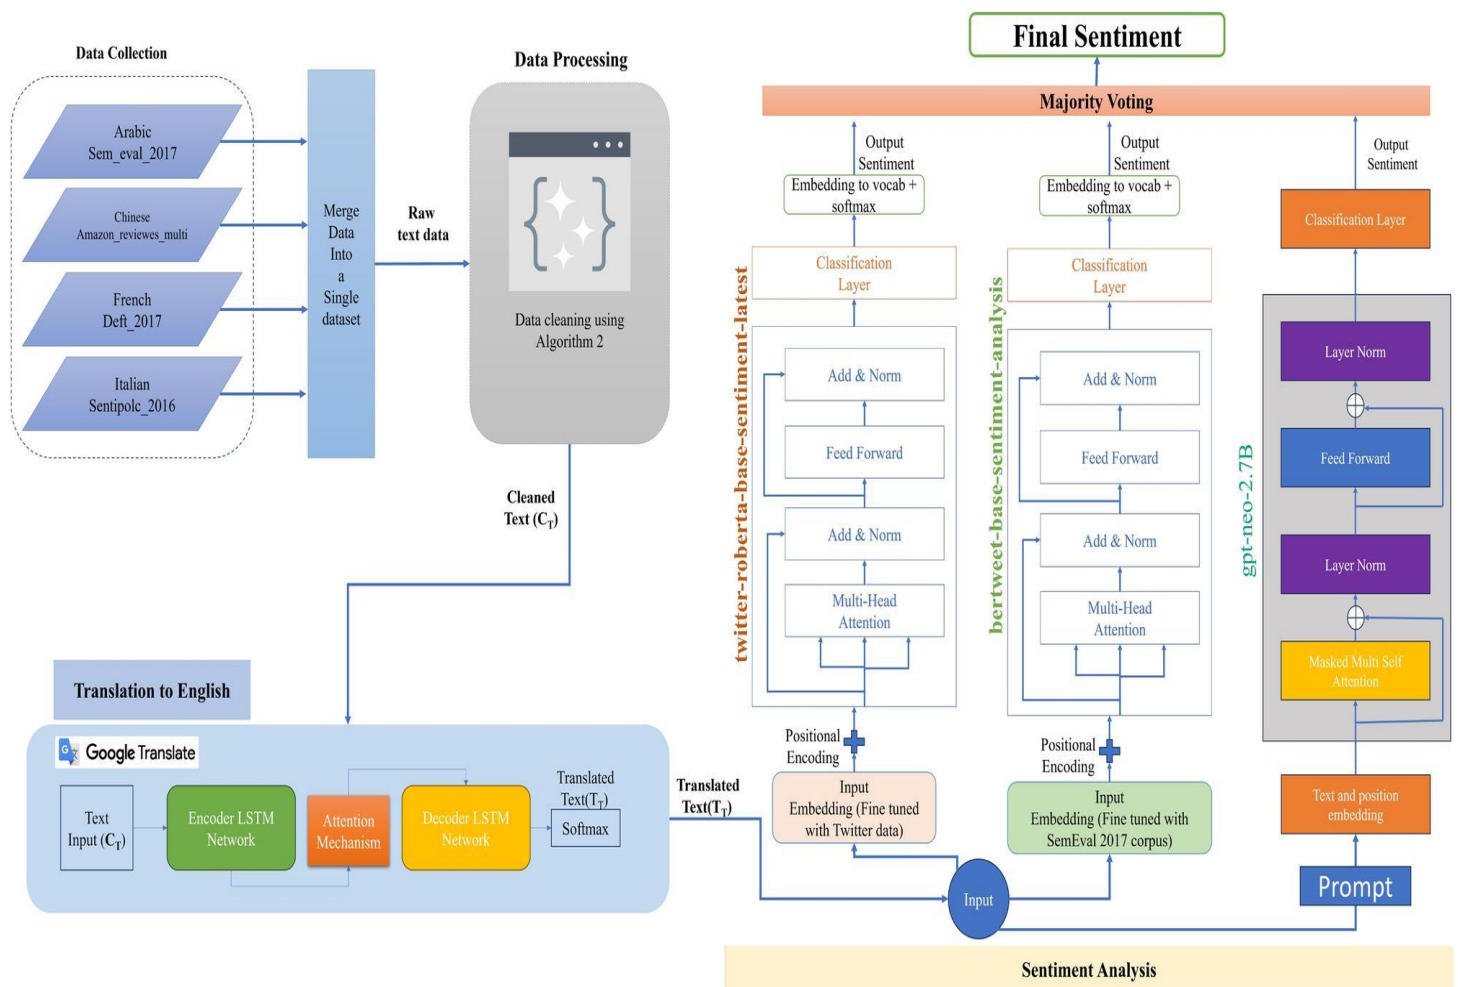 Data Collection
Arabic
Sem_eval_2017
Chinese
Amazon_reviewes_multi
French
Deft_2017
Italian
Sentipolc_2016
Merge
Data
Into
a
Single
dataset
Raw
text data
Data Processing
Data cleaning using
Algorithm 2
Cleaned
Text (C_T)
Translation to English
Google Translate
Text
Input (C_T)
Encoder LSTM
Network
Attention
Mechanism
Decoder LSTM
Network
Translated
Text(T_T)
Softmax
Translated
Text(T_T)
Final Sentiment
Majority Voting
Output
Sentiment
Embedding to vocab +
softmax
Classification
Layer
twitter-roberta-base-sentiment-latest
Add & Norm
Feed Forward
Add & Norm
Multi-Head
Attention
Positional
Encoding
Input
Embedding (Fine tuned
with Twitter data)
Output
Sentiment
Embedding to vocab +
softmax
Classification
Layer
bertweet-base-sentiment-analysis
Add & Norm
Feed Forward
Add & Norm
Multi-Head
Attention
Positional
Encoding
Input
Embedding (Fine tuned with
SemEval 2017 corpus)
Output
Sentiment
Classification Layer
gpt-neo-2.7B
Layer Norm
Feed Forward
Layer Norm
Masked Multi Self
Attention
Text and position
embedding
Prompt
Input
Sentiment Analysis